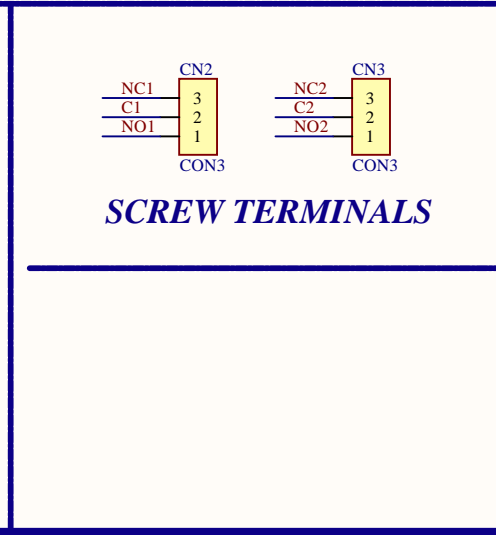 CN2
NC1 3
C1 2
NO1 1
CON3
CN3
NC2 3
C2 2
NO2 1
CON3
SCREW TERMINALS